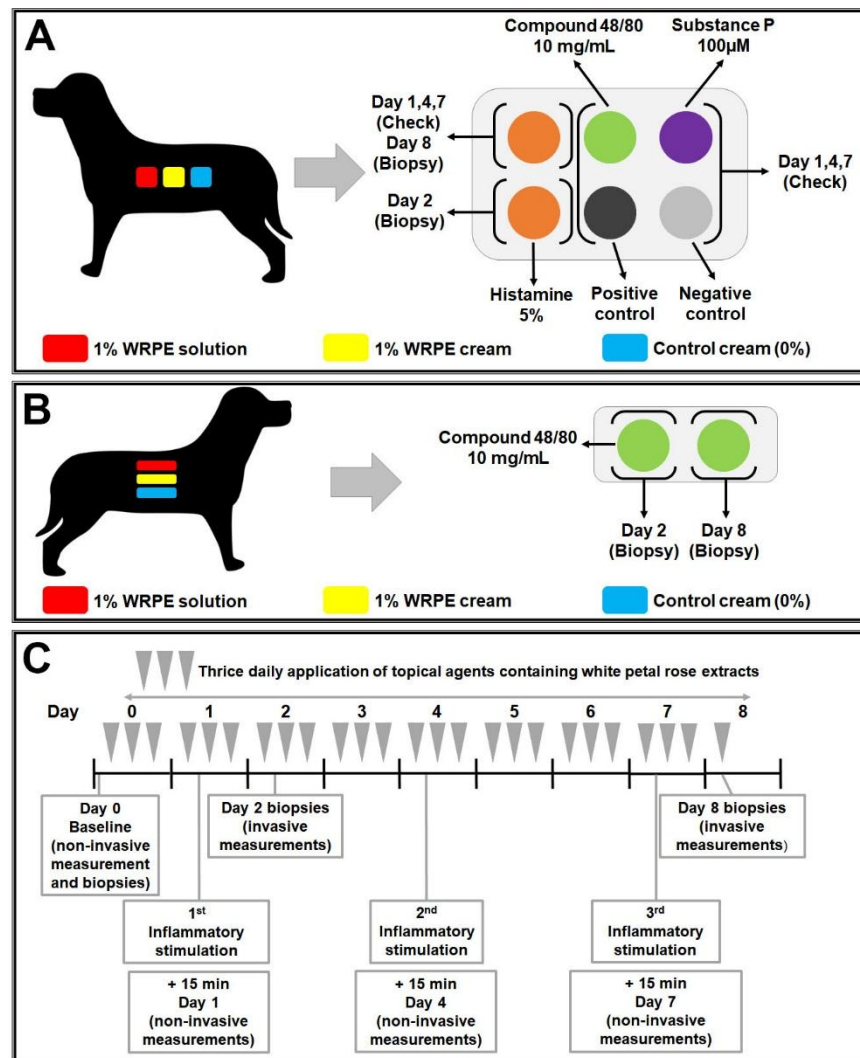 A
Compound 48/80
10 mg/mL
Substance P
100µM
Day 1,4,7
(Check)
Day 8
(Biopsy)
Day 2
(Biopsy)
Day 1,4,7
(Check)
Histamine
5%
Positive
control
Negative
control
1% WRPE solution
1% WRPE cream
Control cream (0%)
B
Compound 48/80
10 mg/mL
Day 2
(Biopsy)
Day 8
(Biopsy)
1% WRPE solution
1% WRPE cream
Control cream (0%)
C
Thrice daily application of topical agents containing white petal rose extracts
Day 0 1 2 3 4 5 6 7 8
Day 0
Baseline
(non-invasive
measurement
and biopsies)
Day 2 biopsies
(invasive
measurements)
Day 8 biopsies
(invasive
measurements)
1st
Inflammatory
stimulation
2nd
Inflammatory
stimulation
3rd
Inflammatory
stimulation
+ 15 min
Day 1
(non-invasive
measurements)
+ 15 min
Day 4
(non-invasive
measurements)
+ 15 min
Day 7
(non-invasive
measurements)